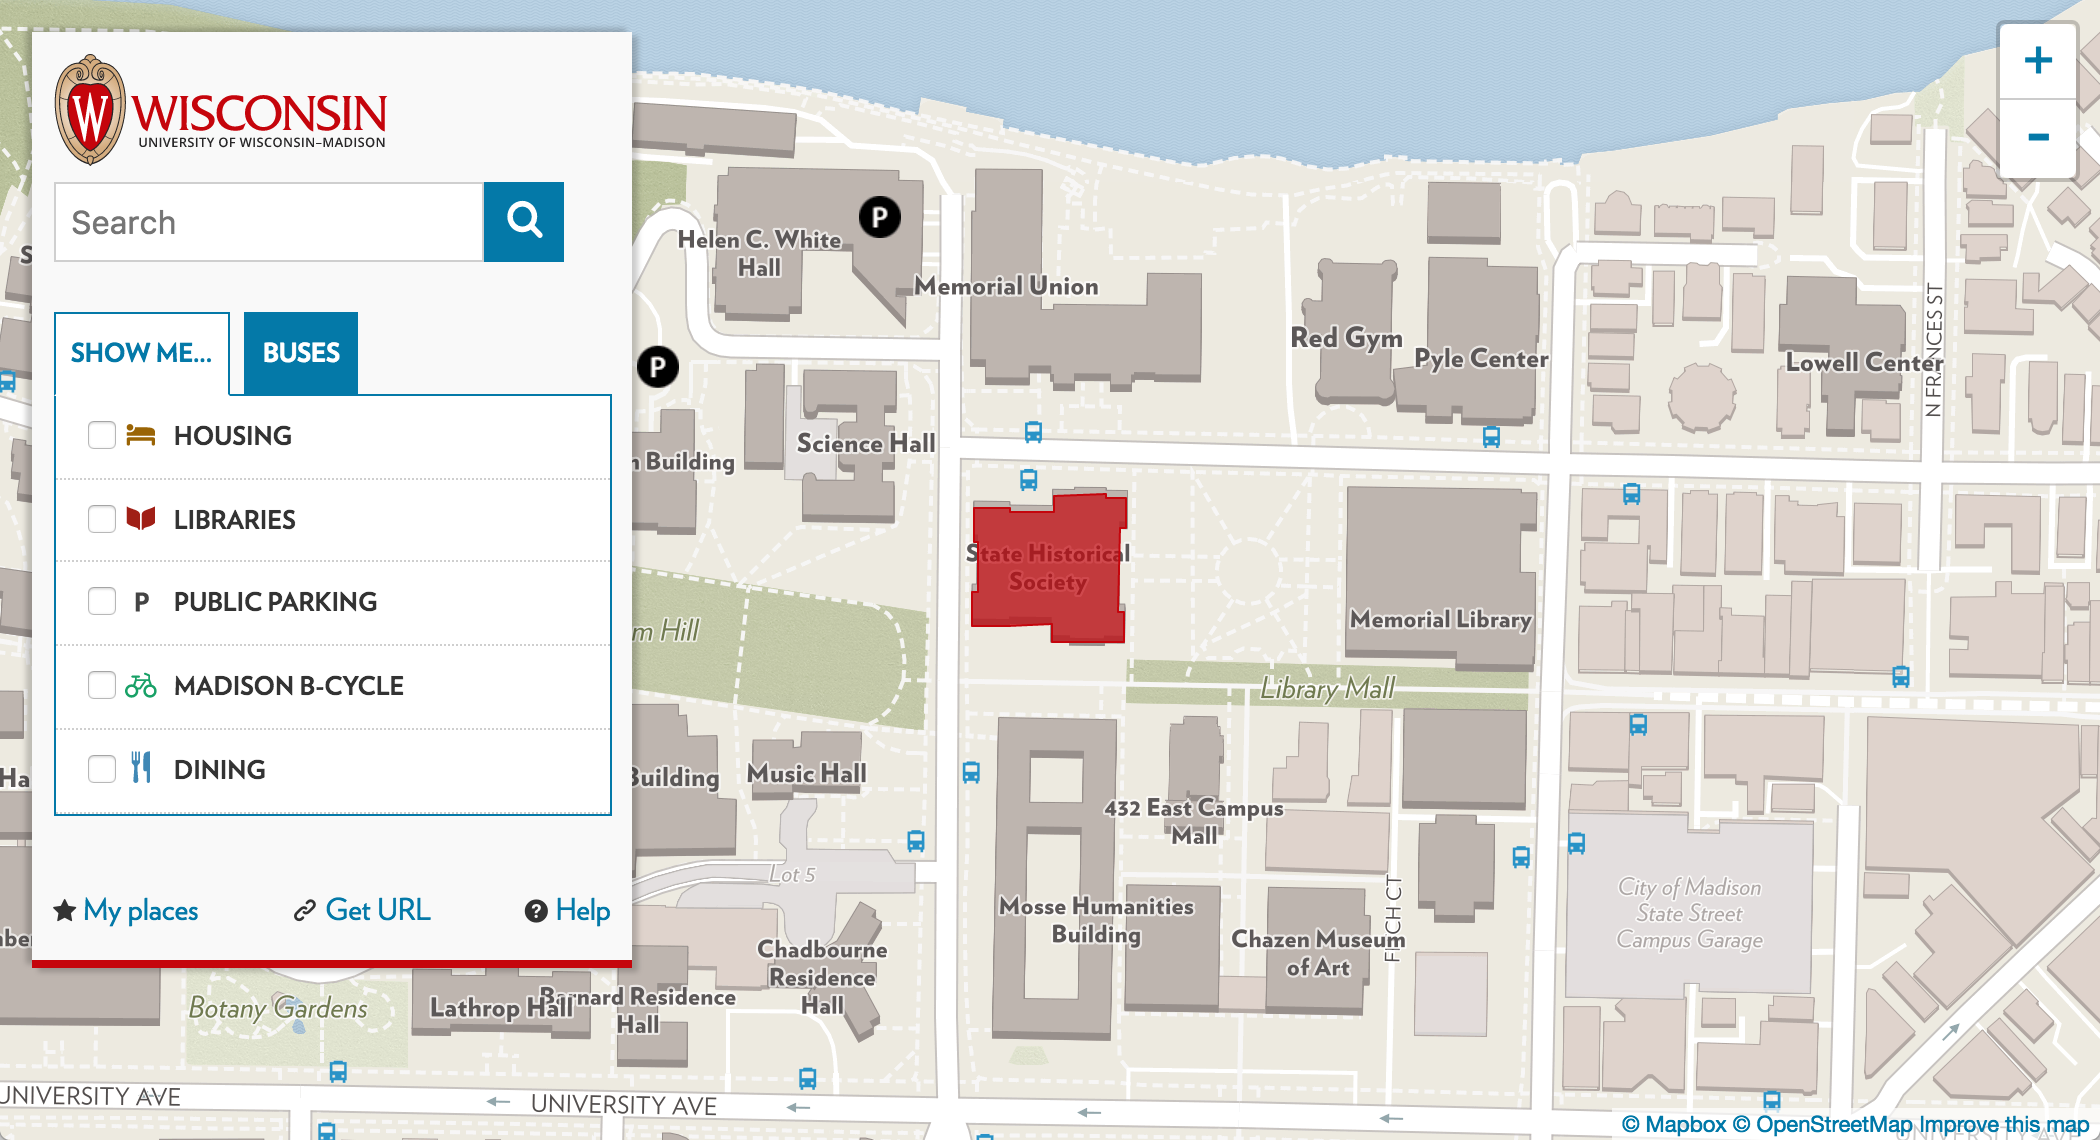 W
WISCONSIN
UNIVERSITY OF WISCONSIN–MADISON
Search
SHOW ME...
BUSES
HOUSING
LIBRARIES
P PUBLIC PARKING
MADISON B-CYCLE
DINING
My places
Get URL
? Help
+
-
P
Helen C. White
Hall
Memorial Union
P
Red Gym
Pyle Center
Lowell Center
N FRANCES ST
Science Hall
Building
State Historical
Society
Memorial Library
Hill
Library Mall
Building
Music Hall
432 East Campus
Mall
Lot 5
Mosse Humanities
Building
Chazen Museum
of Art
FITCH CT
City of Madison
State Street
Campus Garage
Chadbourne
Residence
Hall
Botany Gardens
Lathrop Hall
Barnard Residence
Hall
UNIVERSITY AVE
UNIVERSITY AVE
© Mapbox © OpenStreetMap Improve this map